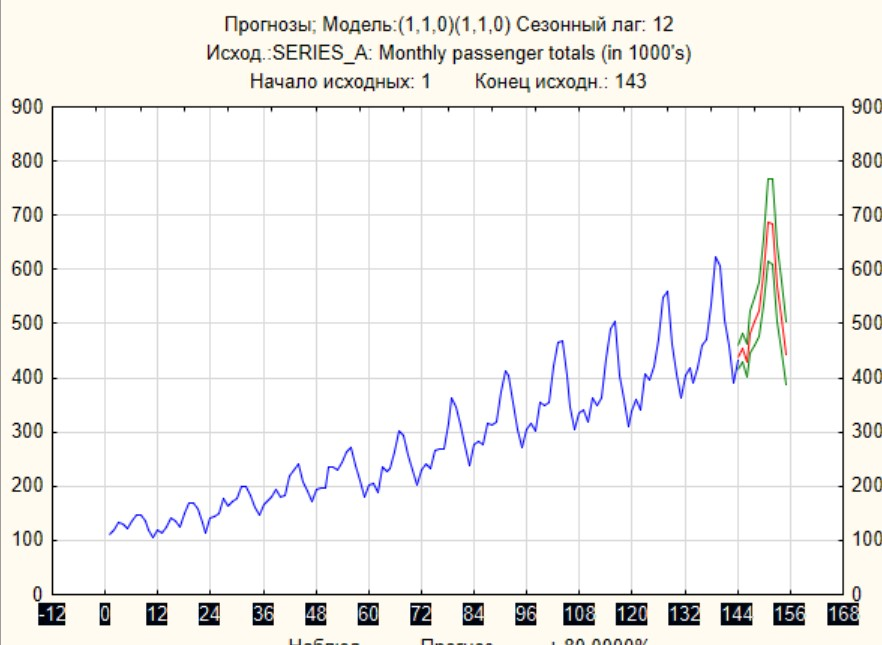 Прогнозы; Модель:(1,1,0)(1,1,0) Сезонный лаг: 12
Исход.:SERIES_A: Monthly passenger totals (in 1000's)
Начало исходных: 1 Конец исходн.: 143
900 900
800 800
700 700
600 600
500 500
400 400
300 300
200 200
100 100
0 0
-12 0 12 24 36 48 60 72 84 96 108 120 132 144 156 168